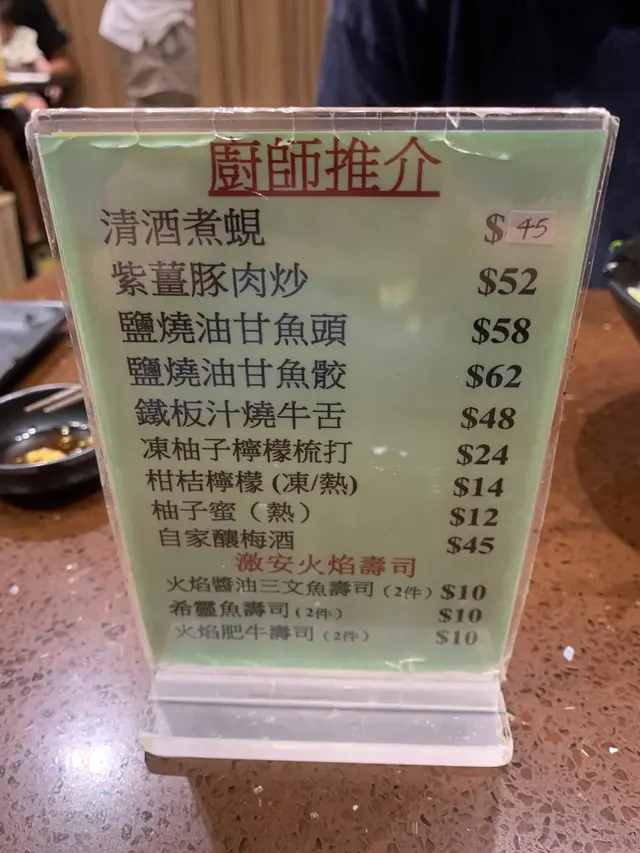 廚師推介
清酒煮蜆 $45
紫薑豚肉炒 $52
鹽燒油甘魚頭 $58
鹽燒油甘魚骹 $62
鐵板汁燒牛舌 $48
凍柚子檸檬梳打 $24
柑桔檸檬 (凍/熱) $14
柚子蜜（熱） $12
自家釀梅酒 $45
激安火焰壽司
火焰醬油三文魚壽司（2件） $10
希靈魚壽司（2件） $10
火焰肥牛壽司（2件） $10